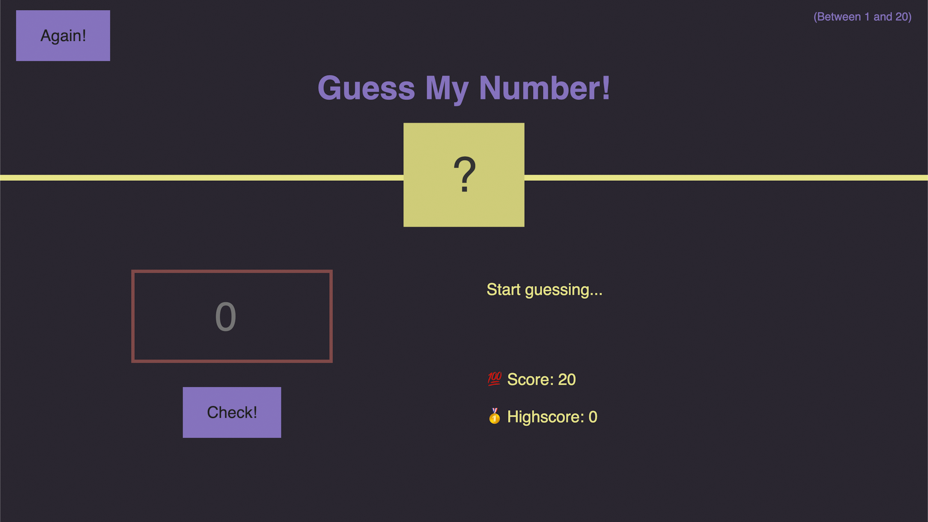 Again!
(Between 1 and 20)
Guess My Number!
?
0
Start guessing...
Check!
💯 Score: 20
🥇 Highscore: 0